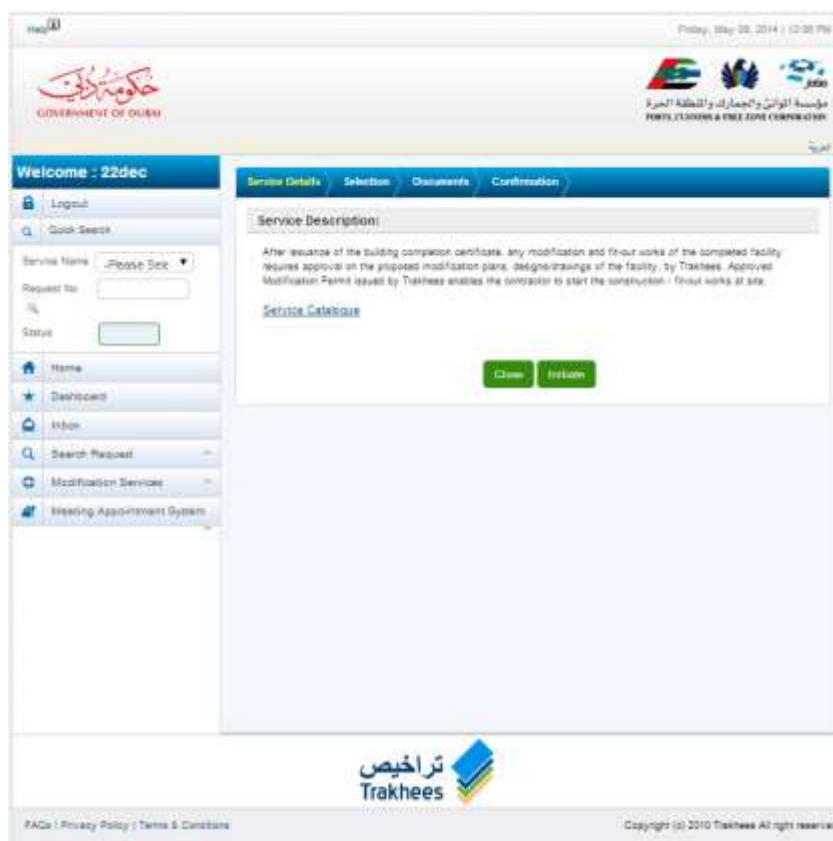 Help
Friday, May 09, 2014 | 12:38 PM
حكومة دبي
GOVERNMENT OF DUBAI
مؤسسة الموانئ والجمارك والمنطقة الحرة
PORTS, CUSTOMS & FREE ZONE CORPORATION
العربية
Welcome : 22dec
Logout
Quick Search
Service Name -Please Sele
Request No
Status
Home
Dashboard
Inbox
Search Request
Modification Services
Meeting Appointment System
Service Details Selection Documents Confirmation
Service Description:
After issuance of the building completion certificate, any modification and fit-out works of the completed facility
requires approval on the proposed modification plans, designs/drawings of the facility, by Trakhees. Approved
Modification Permit issued by Trakhees enables the contractor to start the construction / fit-out works at site.
Service Catalogue
Close Initiate
تراخيص
Trakhees
FAQs | Privacy Policy | Terms & Conditions
Copyright (c) 2010 Trakhees All right reserve